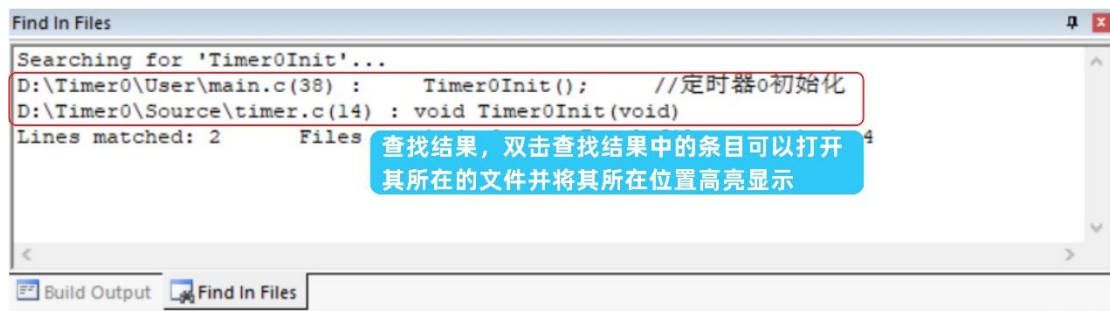 Find In Files
Searching for 'Timer0Init'...
D:\Timer0\User\main.c(38) :    Timer0Init();    //定时器0初始化
D:\Timer0\Source\timer.c(14) : void Timer0Init(void)
Lines matched: 2    Files 4
查找结果，双击查找结果中的条目可以打开
其所在的文件并将其所在位置高亮显示
Build Output Find In Files